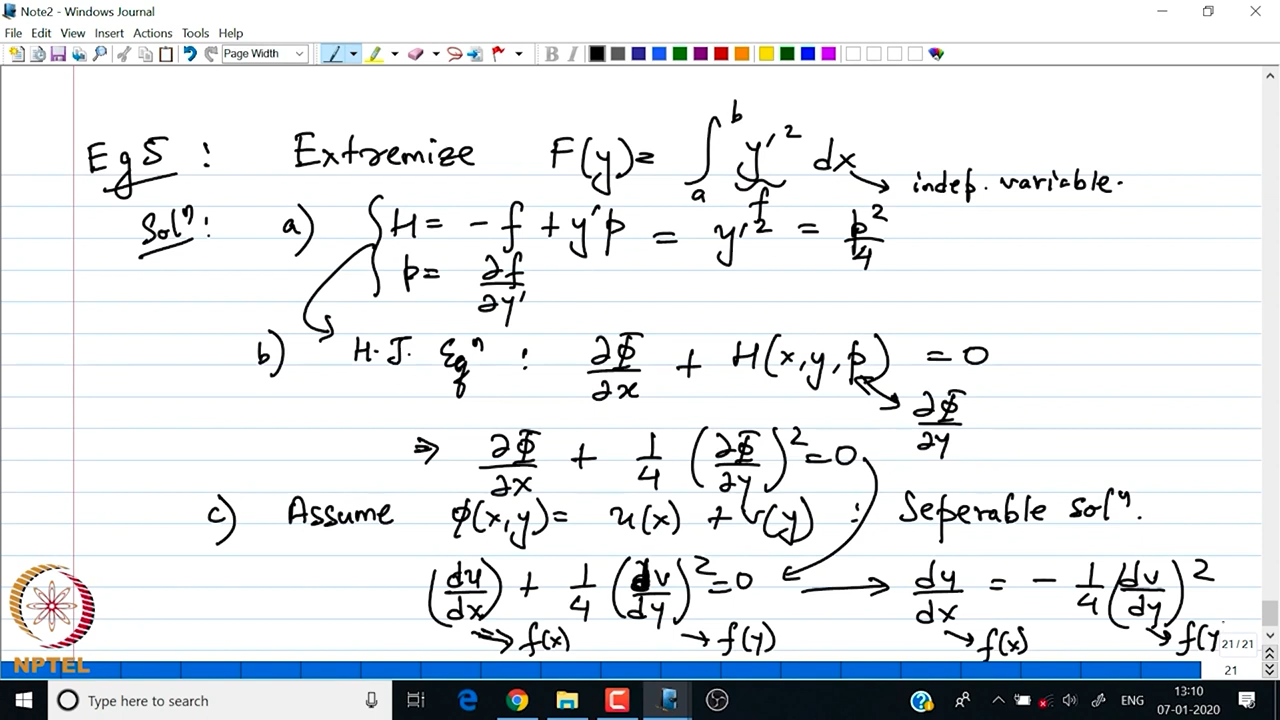 Note2 - Windows Journal
File Edit View Insert Actions Tools Help
Page Width
B I
Eg 5 : Extremize F(y) = ∫_a^b y'^2 dx → indep. variable.
f
Sol^n : a) { H = - f + y'p = y'^2 = p^2/4
p = ∂f/∂y'
b) H.J. Eq^n : ∂Φ/∂x + H(x, y, p) = 0
∂Φ/∂y
⇒ ∂Φ/∂x + 1/4 (∂Φ/∂y)^2 = 0
c) Assume ϕ(x,y) = u(x) + v(y) : Seperable sol^n.
(du/dx) + 1/4 (dv/dy)^2 = 0 → du/dx = - 1/4 (dv/dy)^2
⇒ f(x) → f(y) → f(x) → f(y
21/21
21
NPTEL
Type here to search
ENG
13:10
07-01-2020